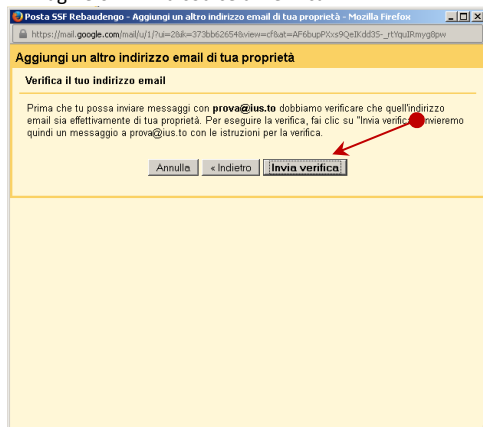 Posta SSF Rebaudengo - Aggiungi un altro indirizzo email di tua proprietà - Mozilla Firefox
Aggiungi un altro indirizzo email di tua proprietà
Verifica il tuo indirizzo email
Prima che tu possa inviare messaggi con prova@ius.to dobbiamo verificare che quell'indirizzo
email sia effettivamente di tua proprietà. Per eseguire la verifica, fai clic su "Invia verifica
quindi un messaggio a prova@ius.to con le istruzioni per la verifica.
Annulla « Indietro Invia verifica